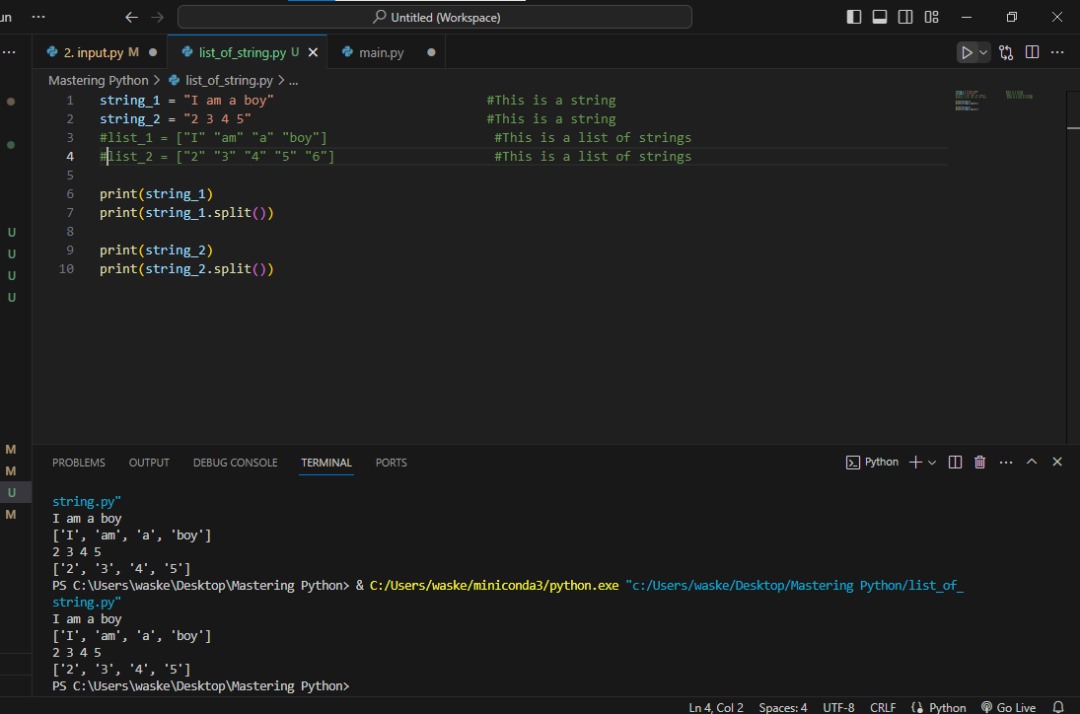 un ··· Untitled (Workspace)
··· 2. input.py M list_of_string.py U main.py
Mastering Python > list_of_string.py > ...
1 string_1 = "I am a boy" #This is a string
2 string_2 = "2 3 4 5" #This is a string
3 #list_1 = ["I" "am" "a" "boy"] #This is a list of strings
4 #list_2 = ["2" "3" "4" "5" "6"] #This is a list of strings
5
6 print(string_1)
7 print(string_1.split())
8
9 print(string_2)
10 print(string_2.split())
U
U
U
U
M
M
U
M
PROBLEMS OUTPUT DEBUG CONSOLE TERMINAL PORTS Python
string.py"
I am a boy
['I', 'am', 'a', 'boy']
2 3 4 5
['2', '3', '4', '5']
PS C:\Users\waske\Desktop\Mastering Python> & C:/Users/waske/miniconda3/python.exe "c:/Users/waske/Desktop/Mastering Python/list_of_
string.py"
I am a boy
['I', 'am', 'a', 'boy']
2 3 4 5
['2', '3', '4', '5']
PS C:\Users\waske\Desktop\Mastering Python>
Ln 4, Col 2 Spaces: 4 UTF-8 CRLF Python Go Live